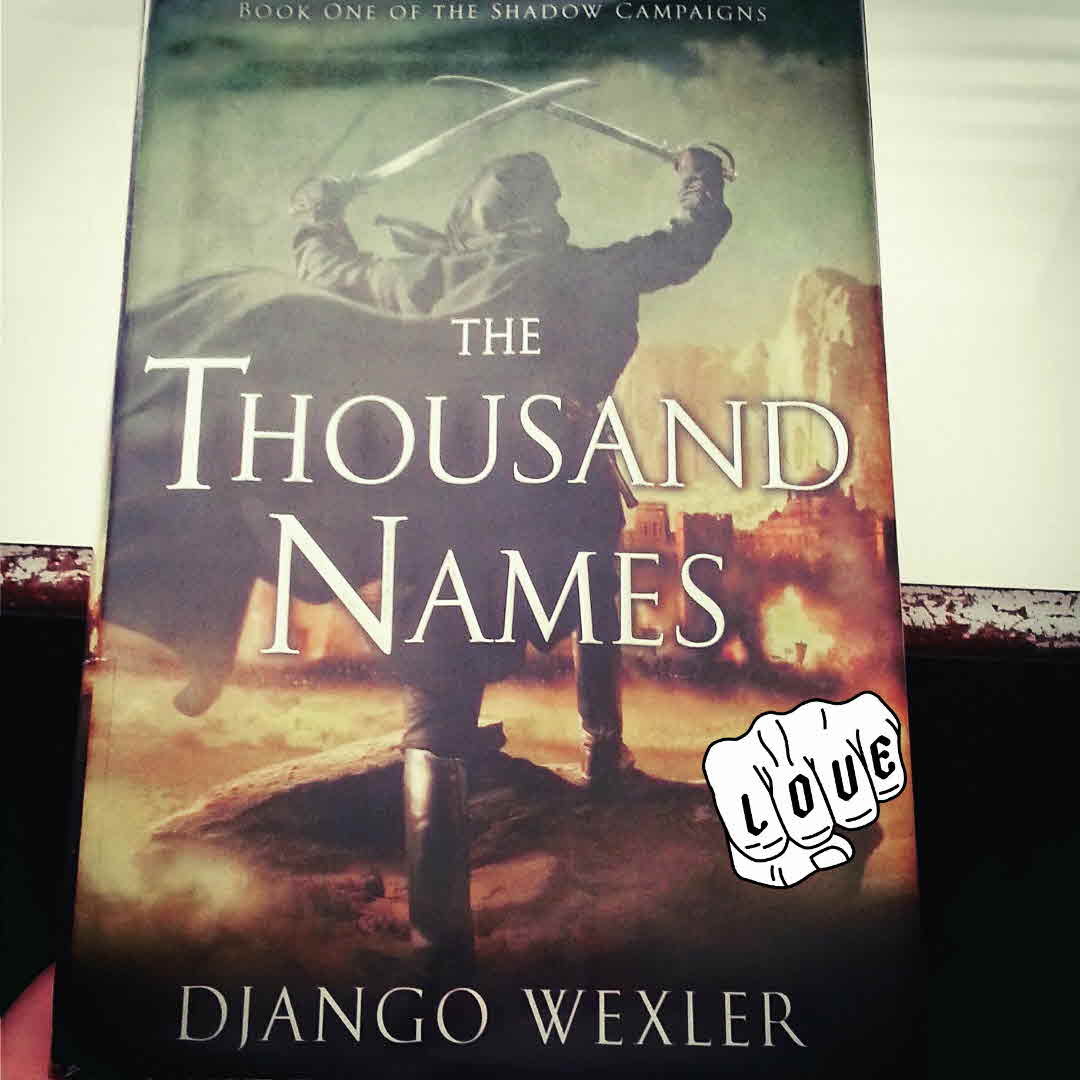 BOOK ONE OF THE SHADOW CAMPAIGNS
THE
THOUSAND
NAMES
LOVE
DJANGO WEXLER